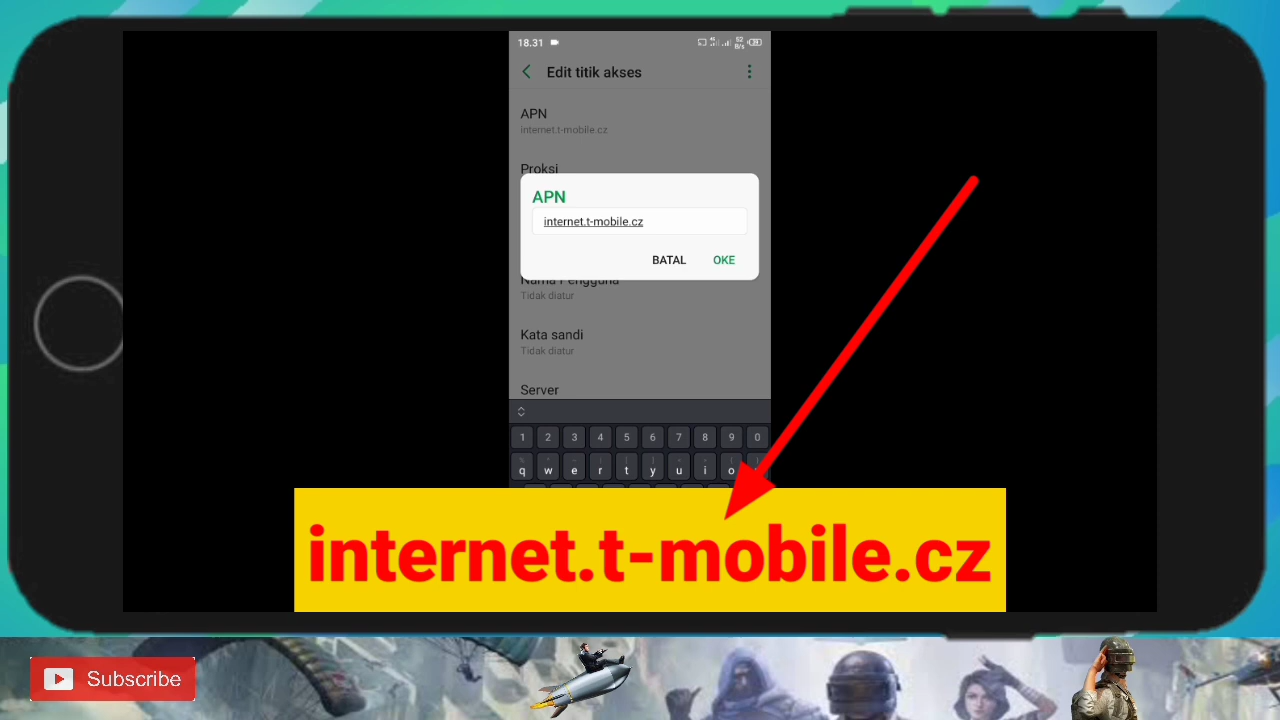 18.31
52
B/s
Edit titik akses
APN
internet.t-mobile.cz
Proksi
APN
internet.t-mobile.cz
BATAL OKE
Nama Pengguna
Tidak diatur
Kata sandi
Tidak diatur
Server
1 2 3 4 5 6 7 8 9 0
q w e r t y u i o
internet.t-mobile.cz
Subscribe